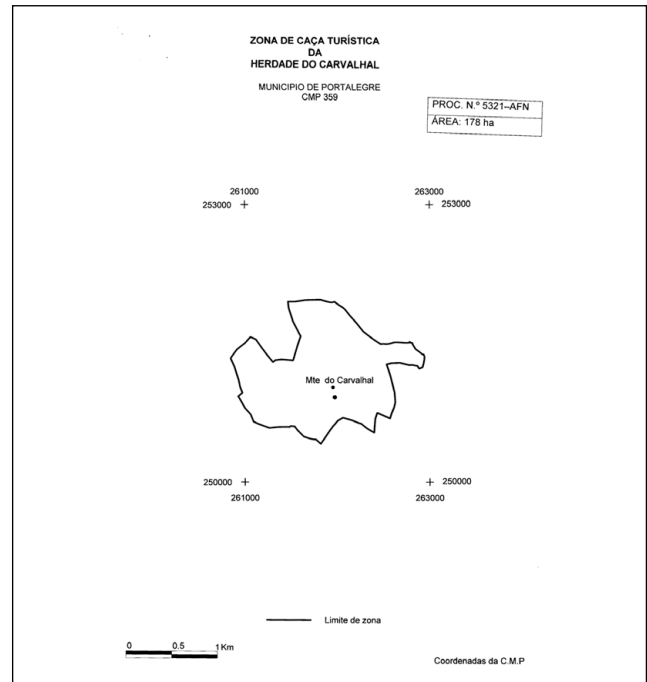 ZONA DE CAÇA TURÍSTICA
DA
HERDADE DO CARVALHAL
MUNICIPIO DE PORTALEGRE
CMP 359
PROC. N.º 5321–AFN
ÁREA: 178 ha
261000 263000
253000 253000
Mte do Carvalhal
250000 250000
261000 263000
Limite de zona
0 0.5 1 Km
Coordenadas da C.M.P